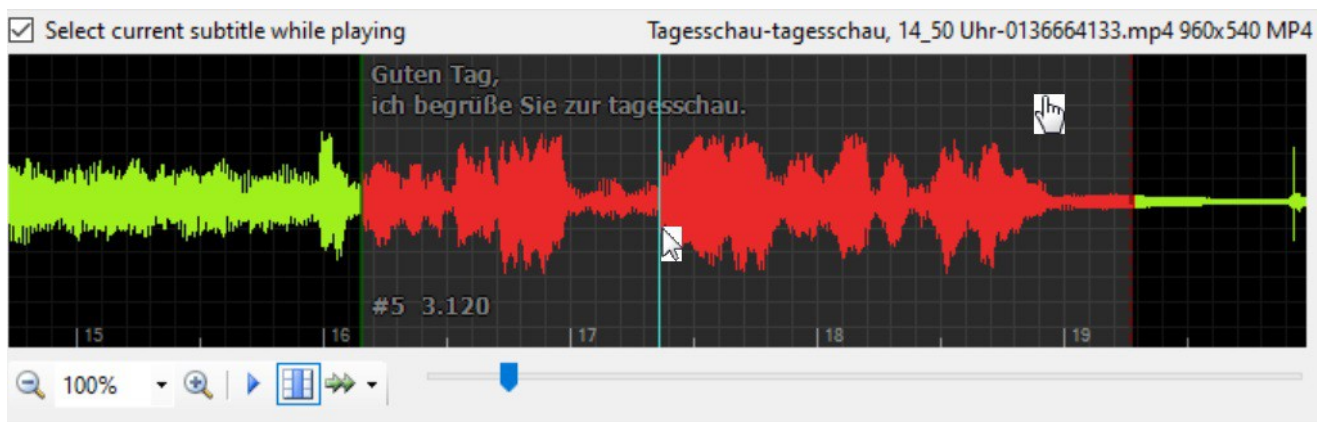 Select current subtitle while playing
Tagesschau-tagesschau, 14_50 Uhr-0136664133.mp4 960x540 MP4
Guten Tag,
ich begrüße Sie zur tagesschau.
#5 3.120
15 16 17 18 19
100%